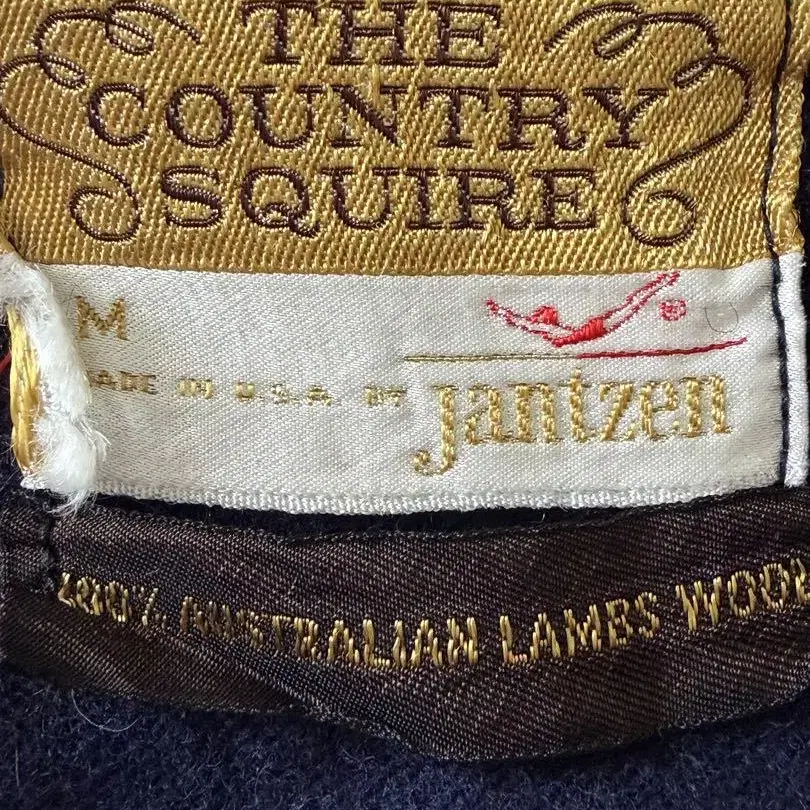 THE
COUNTRY
SQUIRE
M
MADE IN U.S.A. BY
jantzen
®
100% AUSTRALIAN LAMBS WOOL